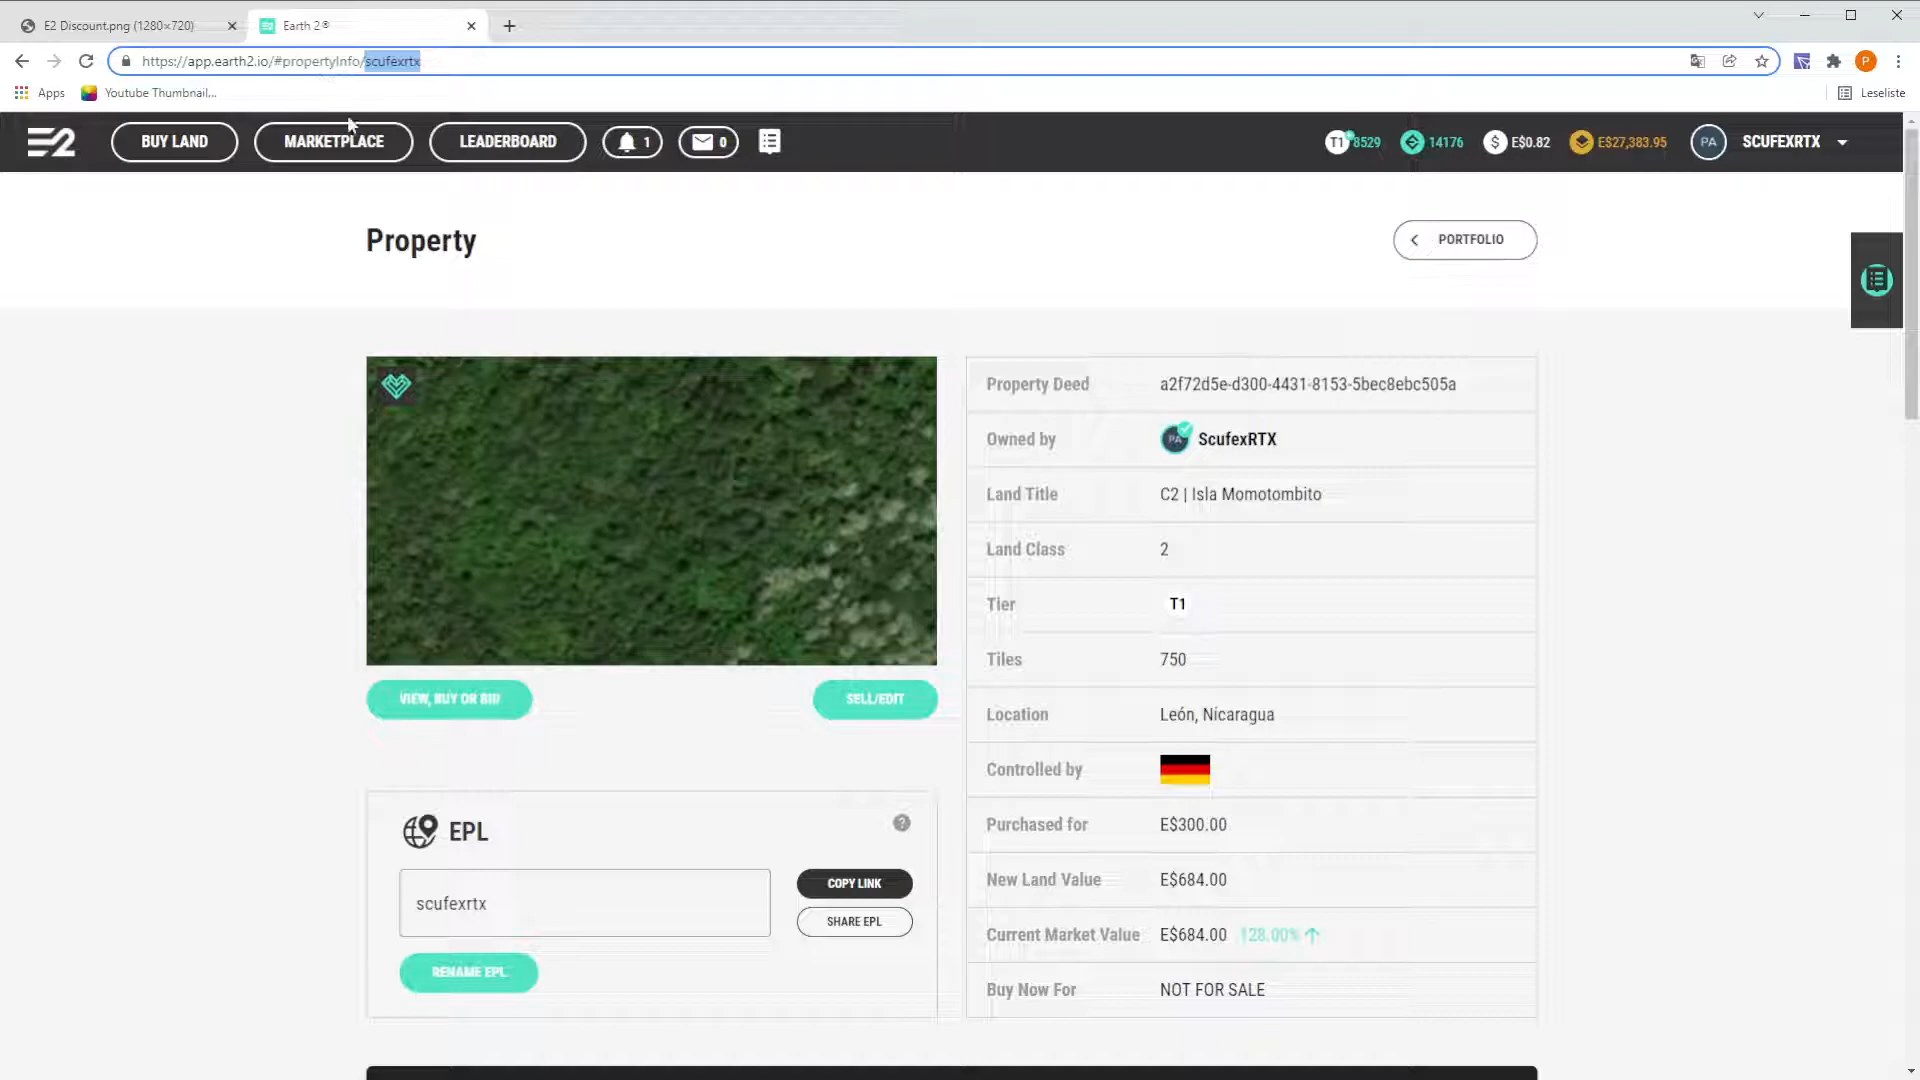 E2 Discount.png (1280×720)
Earth 2®
https://app.earth2.io/#propertyInfo/scufexrtx
P
Apps
Youtube Thumbnail...
Leseliste
E2
BUY LAND
MARKETPLACE
LEADERBOARD
1
0
T1 8529
14176
$ E$0.82
E$27,383.95
PA
SCUFEXRTX
Property
PORTFOLIO
Property Deed a2f72d5e-d300-4431-8153-5bec8ebc505a
Owned by PA ScufexRTX
Land Title C2 | Isla Momotombito
Land Class 2
Tier T1
Tiles 750
Location León, Nicaragua
Controlled by
Purchased for E$300.00
New Land Value E$684.00
Current Market Value E$684.00 128.00%
Buy Now For NOT FOR SALE
VIEW, BUY OR BID
SELL/EDIT
EPL
?
scufexrtx
COPY LINK
SHARE EPL
RENAME EPL